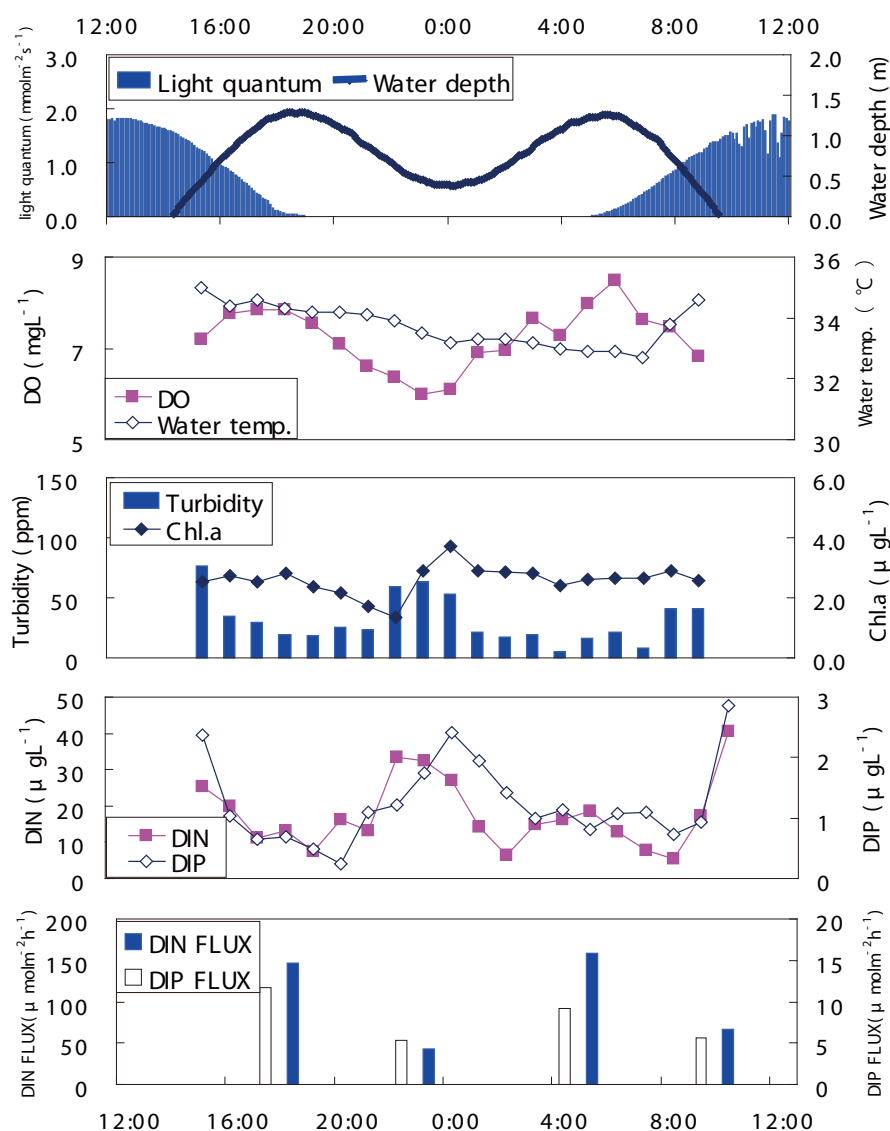 12:00 16:00 20:00 0:00 4:00 8:00 12:00
light quantum ( mmolm⁻²s⁻¹)
3.0
2.0
1.0
0.0
Light quantum Water depth
2.0
1.5
1.0
0.5
0.0
Water depth ( m)
DO ( mgL⁻¹)
9
7
5
DO
Water temp.
36
34
32
30
Water temp. ( ℃)
Turbidity ( ppm)
150
100
50
0
Turbidity
Chl.a
6.0
4.0
2.0
0.0
Chl.a ( μ gL⁻¹)
DIN ( μ gL⁻¹)
50
40
30
20
10
0
DIN
DIP
3
2
1
0
DIP ( μ gL⁻¹)
DIN FLUX( μ molm⁻²h⁻¹)
200
150
100
50
0
DIN FLUX
DIP FLUX
20
15
10
5
0
DIP FLUX( μ molm⁻²h⁻¹)
12:00 16:00 20:00 0:00 4:00 8:00 12:00